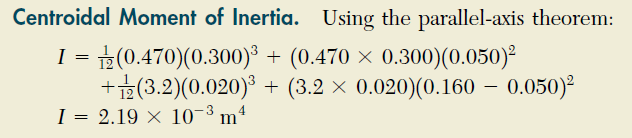 Centroidal Moment of Inertia. Using the parallel-axis theorem:
I = 1/12(0.470)(0.300)³ + (0.470 × 0.300)(0.050)²
+1/12(3.2)(0.020)³ + (3.2 × 0.020)(0.160 − 0.050)²
I = 2.19 × 10⁻³ m⁴